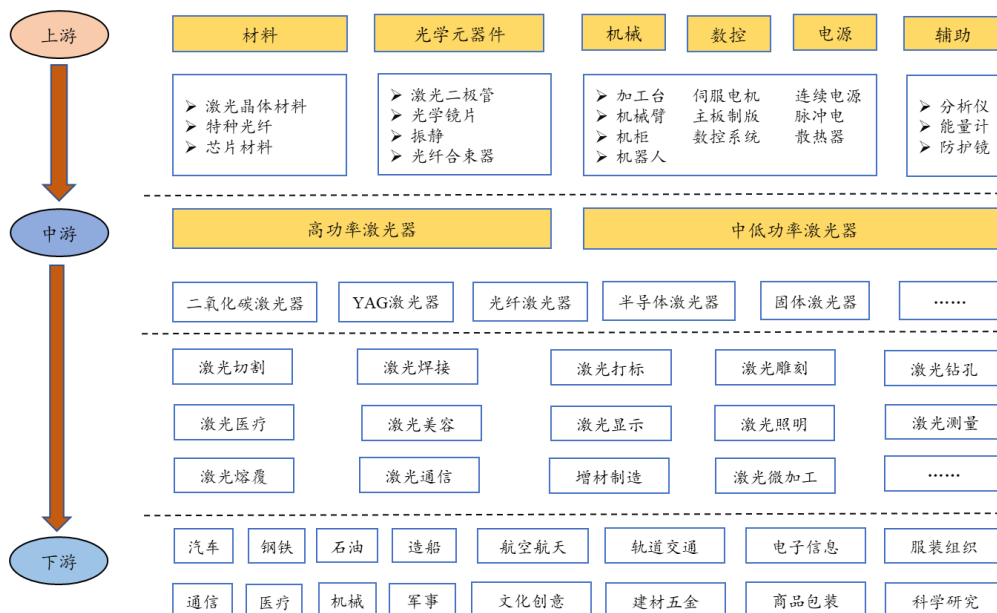 上游
材料
光学元器件
机械
数控
电源
辅助
激光晶体材料
特种光纤
芯片材料
激光二极管
光学镜片
振静
光纤合束器
加工台 伺服电机 连续电源
机械臂 主板制版 脉冲电
机柜 数控系统 散热器
机器人
分析仪
能量计
防护镜
中游
高功率激光器
中低功率激光器
二氧化碳激光器
YAG激光器
光纤激光器
半导体激光器
固体激光器
……
激光切割
激光焊接
激光打标
激光雕刻
激光钻孔
激光医疗
激光美容
激光显示
激光照明
激光测量
激光熔覆
激光通信
增材制造
激光微加工
……
下游
汽车
钢铁
石油
造船
航空航天
轨道交通
电子信息
服装组织
通信
医疗
机械
军事
文化创意
建材五金
商品包装
科学研究